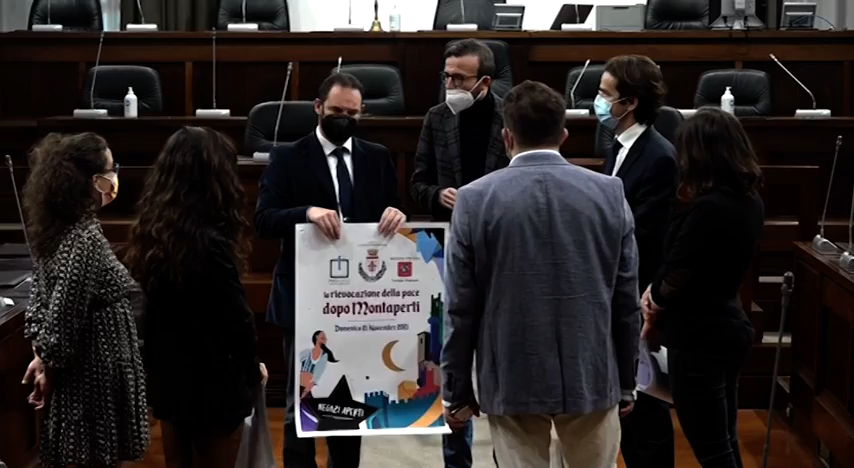 la rievocazione della pace
dopo Montaperti
Domenica 21 Novembre 2021
NEGOZI APERTI